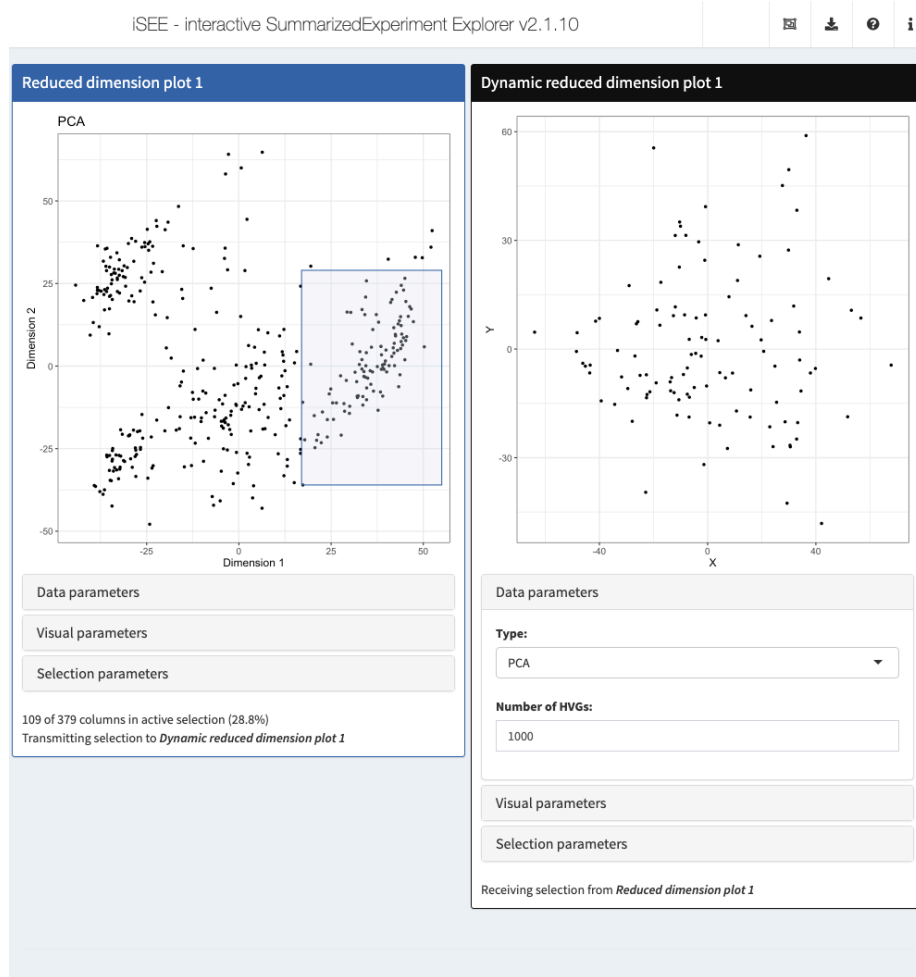 iSEE - interactive SummarizedExperiment Explorer v2.1.10
Reduced dimension plot 1
PCA
50
25
0
-25
-50
Dimension 2
-25 0 25 50
Dimension 1
Data parameters
Visual parameters
Selection parameters
109 of 379 columns in active selection (28.8%)
Transmitting selection to Dynamic reduced dimension plot 1
Dynamic reduced dimension plot 1
60
30
0
-30
Y
-40 0 40
X
Data parameters
Type:
PCA
Number of HVGs:
1000
Visual parameters
Selection parameters
Receiving selection from Reduced dimension plot 1